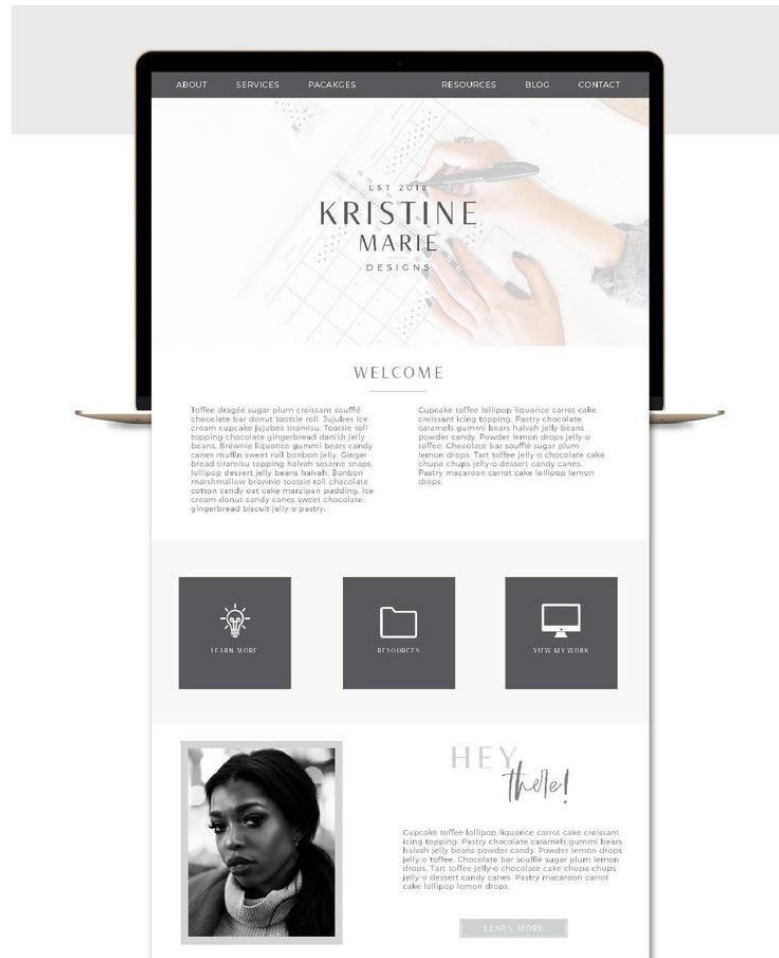 ABOUT SERVICES PACAKGES RESOURCES BLOG CONTACT
EST 2018
KRISTINE
MARIE
DESIGNS
WELCOME
Toffee dragée sugar plum croissant soufflé
chocolate bar donut tootsie roll. Jujubes ice
cream cupcake jujubes tiramisu. Tootsie roll
topping chocolate gingerbread danish jelly
beans. Brownie liquorice gummi bears candy
canes muffin sweet roll bonbon jelly. Ginger
bread tiramisu topping halvah sesame snaps
lollipop dessert jelly beans halvah. Bonbon
marshmallow brownie tootsie roll chocolate
cotton candy oat cake marzipan pudding. Ice
cream donut candy canes sweet chocolate
gingerbread biscuit jelly-o pastry.
Cupcake toffee lollipop liquorice carrot cake
croissant icing topping. Pastry chocolate
caramels gummi bears halvah jelly beans
powder candy. Powder lemon drops jelly-o
toffee. Chocolate bar soufflé sugar plum
lemon drops. Tart toffee jelly-o chocolate cake
chupa chups jelly-o dessert candy canes.
Pastry macaroon carrot cake lollipop lemon
drops.
LEARN MORE
RESOURCES
VIEW MY WORK
HEY
there!
Cupcake toffee lollipop liquorice carrot cake croissant
icing topping. Pastry chocolate caramels gummi bears
halvah jelly beans powder candy. Powder lemon drops
jelly-o toffee. Chocolate bar soufflé sugar plum lemon
drops. Tart toffee jelly-o chocolate cake chupa chups
jelly-o dessert candy canes. Pastry macaroon carrot
cake lollipop lemon drops.
LEARN MORE